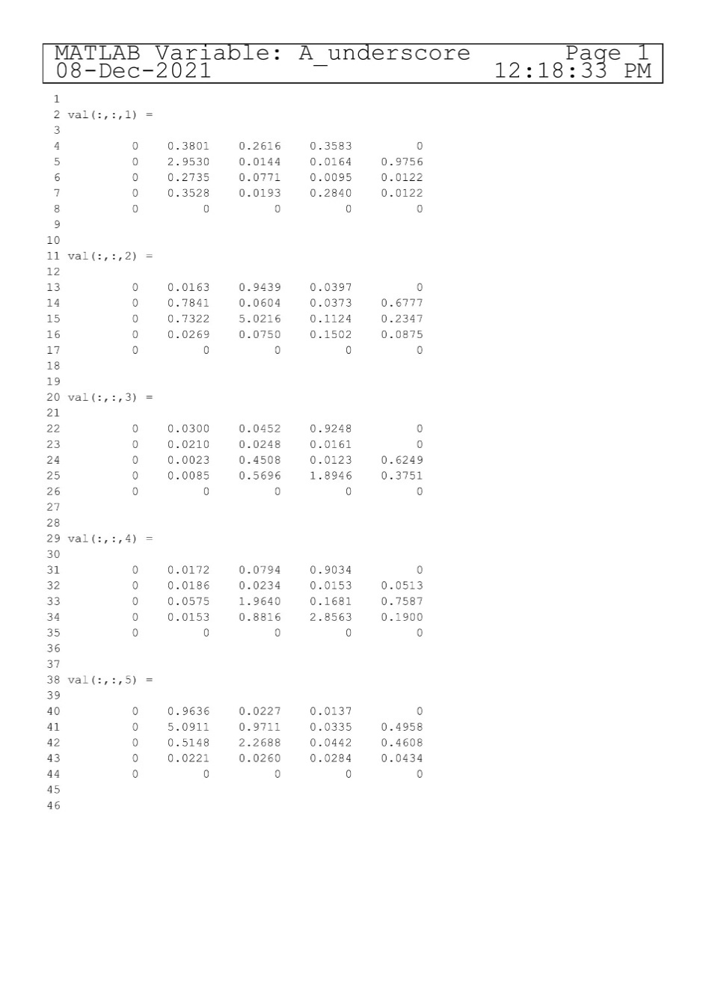 MATLAB Variable: A_underscore Page 1
08-Dec-2021 12:18:33 PM
1
2 val(:,:,1) =
3
4 0 0.3801 0.2616 0.3583 0
5 0 2.9530 0.0144 0.0164 0.9756
6 0 0.2735 0.0771 0.0095 0.0122
7 0 0.3528 0.0193 0.2840 0.0122
8 0 0 0 0 0
9
10
11 val(:,:,2) =
12
13 0 0.0163 0.9439 0.0397 0
14 0 0.7841 0.0604 0.0373 0.6777
15 0 0.7322 5.0216 0.1124 0.2347
16 0 0.0269 0.0750 0.1502 0.0875
17 0 0 0 0 0
18
19
20 val(:,:,3) =
21
22 0 0.0300 0.0452 0.9248 0
23 0 0.0210 0.0248 0.0161 0
24 0 0.0023 0.4508 0.0123 0.6249
25 0 0.0085 0.5696 1.8946 0.3751
26 0 0 0 0 0
27
28
29 val(:,:,4) =
30
31 0 0.0172 0.0794 0.9034 0
32 0 0.0186 0.0234 0.0153 0.0513
33 0 0.0575 1.9640 0.1681 0.7587
34 0 0.0153 0.8816 2.8563 0.1900
35 0 0 0 0 0
36
37
38 val(:,:,5) =
39
40 0 0.9636 0.0227 0.0137 0
41 0 5.0911 0.9711 0.0335 0.4958
42 0 0.5148 2.2688 0.0442 0.4608
43 0 0.0221 0.0260 0.0284 0.0434
44 0 0 0 0 0
45
46